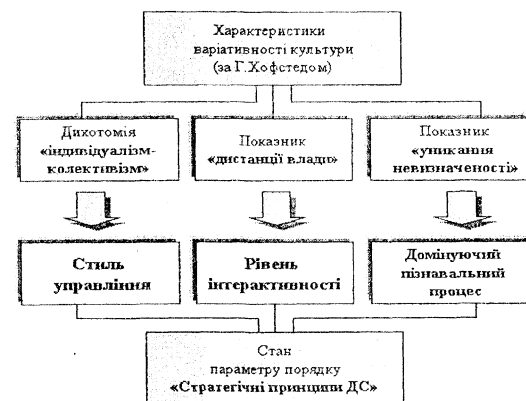 Характеристики
варіативності культури
(за Г.Хофстедом)
Дихотомія
«індивідуалізм-
колективізм»
Показник
«дистанції влади»
Показник
«уникання
невизначеності»
Стиль
управління
Рівень
інтерактивності
Домінуючий
пізнавальний
процес
Стан
параметру порядку
«Стратегічні принципи ДС»